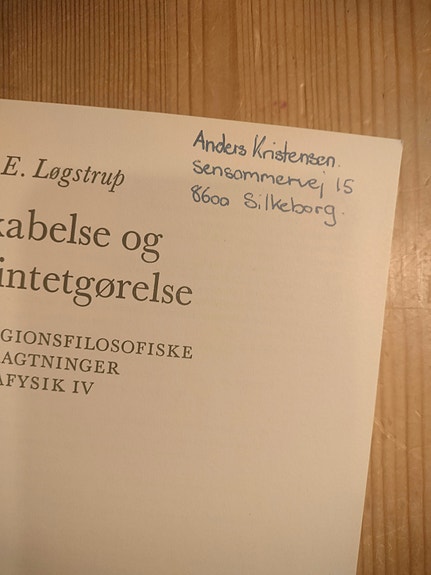 Anders Kristensen.
Sensommervej 15
8600 Silkeborg.
E. Løgstrup
kabelse og
intetgørelse
GIONSFILOSOFISKE
AGTNINGER
AFYSIK IV